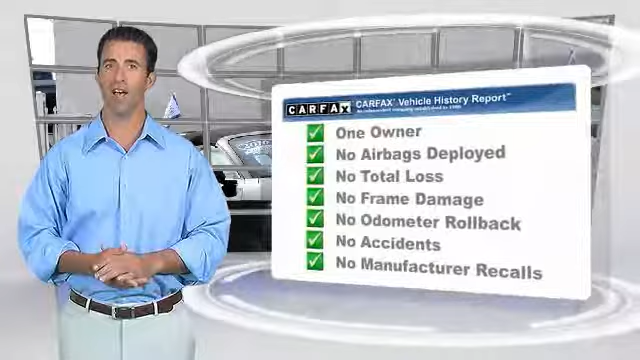 CARFAX CARFAX Vehicle History Report™
One Owner
No Airbags Deployed
No Total Loss
No Frame Damage
No Odometer Rollback
No Accidents
No Manufacturer Recalls